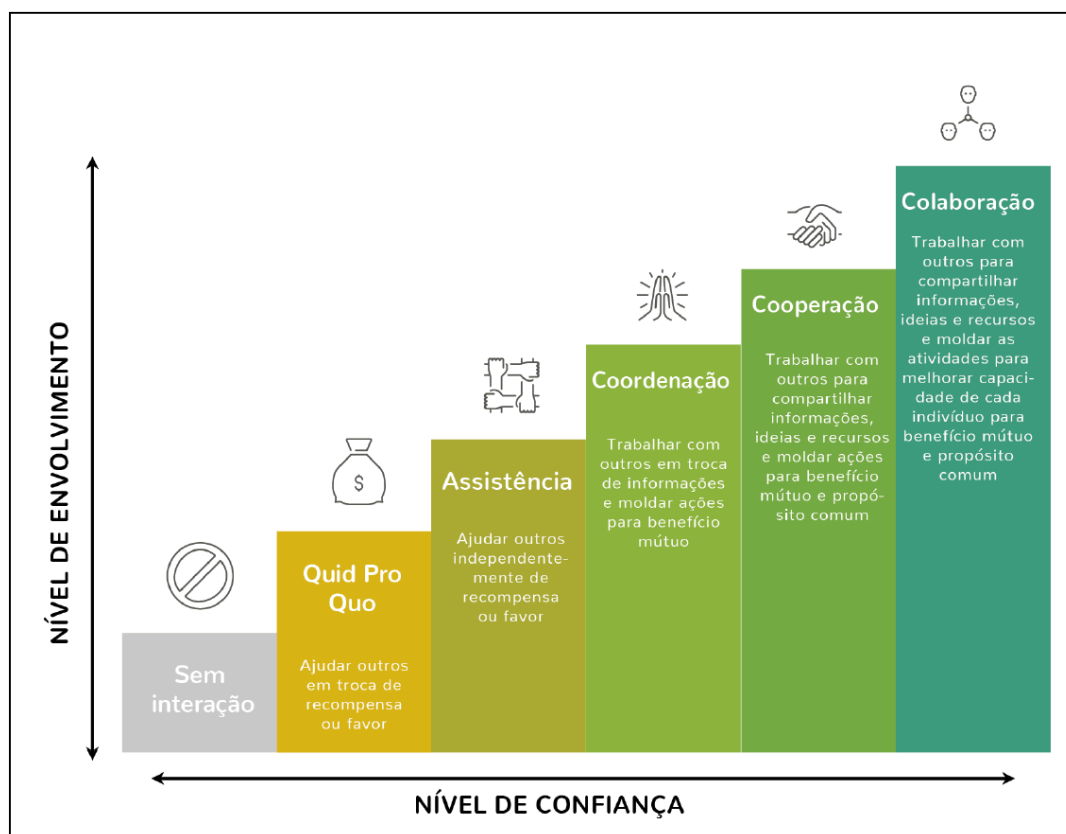 NÍVEL DE ENVOLVIMENTO
Sem
interação
Quid Pro
Quo
Ajudar outros
em troca de
recompensa
ou favor
$
Assistência
Ajudar outros
independente-
mente de
recompensa
ou favor
Coordenação
Trabalhar com
outros em troca
de informações
e moldar ações
para benefício
mútuo
Cooperação
Trabalhar com
outros para
compartilhar
informações,
ideias e recursos
e moldar ações
para benefício
mútuo e propó-
sito comum
Colaboração
Trabalhar com
outros para
compartilhar
informações,
ideias e recursos
e moldar as
atividades para
melhorar capaci-
dade de cada
indivíduo para
benefício mútuo
e propósito
comum
NÍVEL DE CONFIANÇA